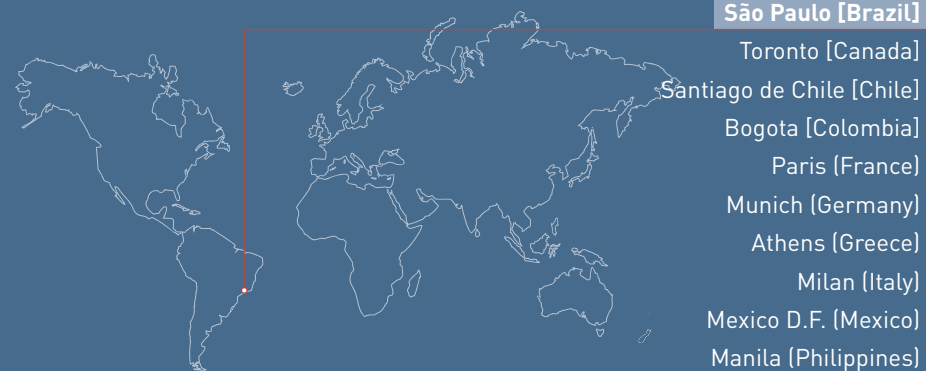 São Paulo [Brazil]
Toronto [Canada]
Santiago de Chile [Chile]
Bogota [Colombia]
Paris (France)
Munich (Germany)
Athens (Greece)
Milan (Italy)
Mexico D.F. (Mexico)
Manila (Philippines)